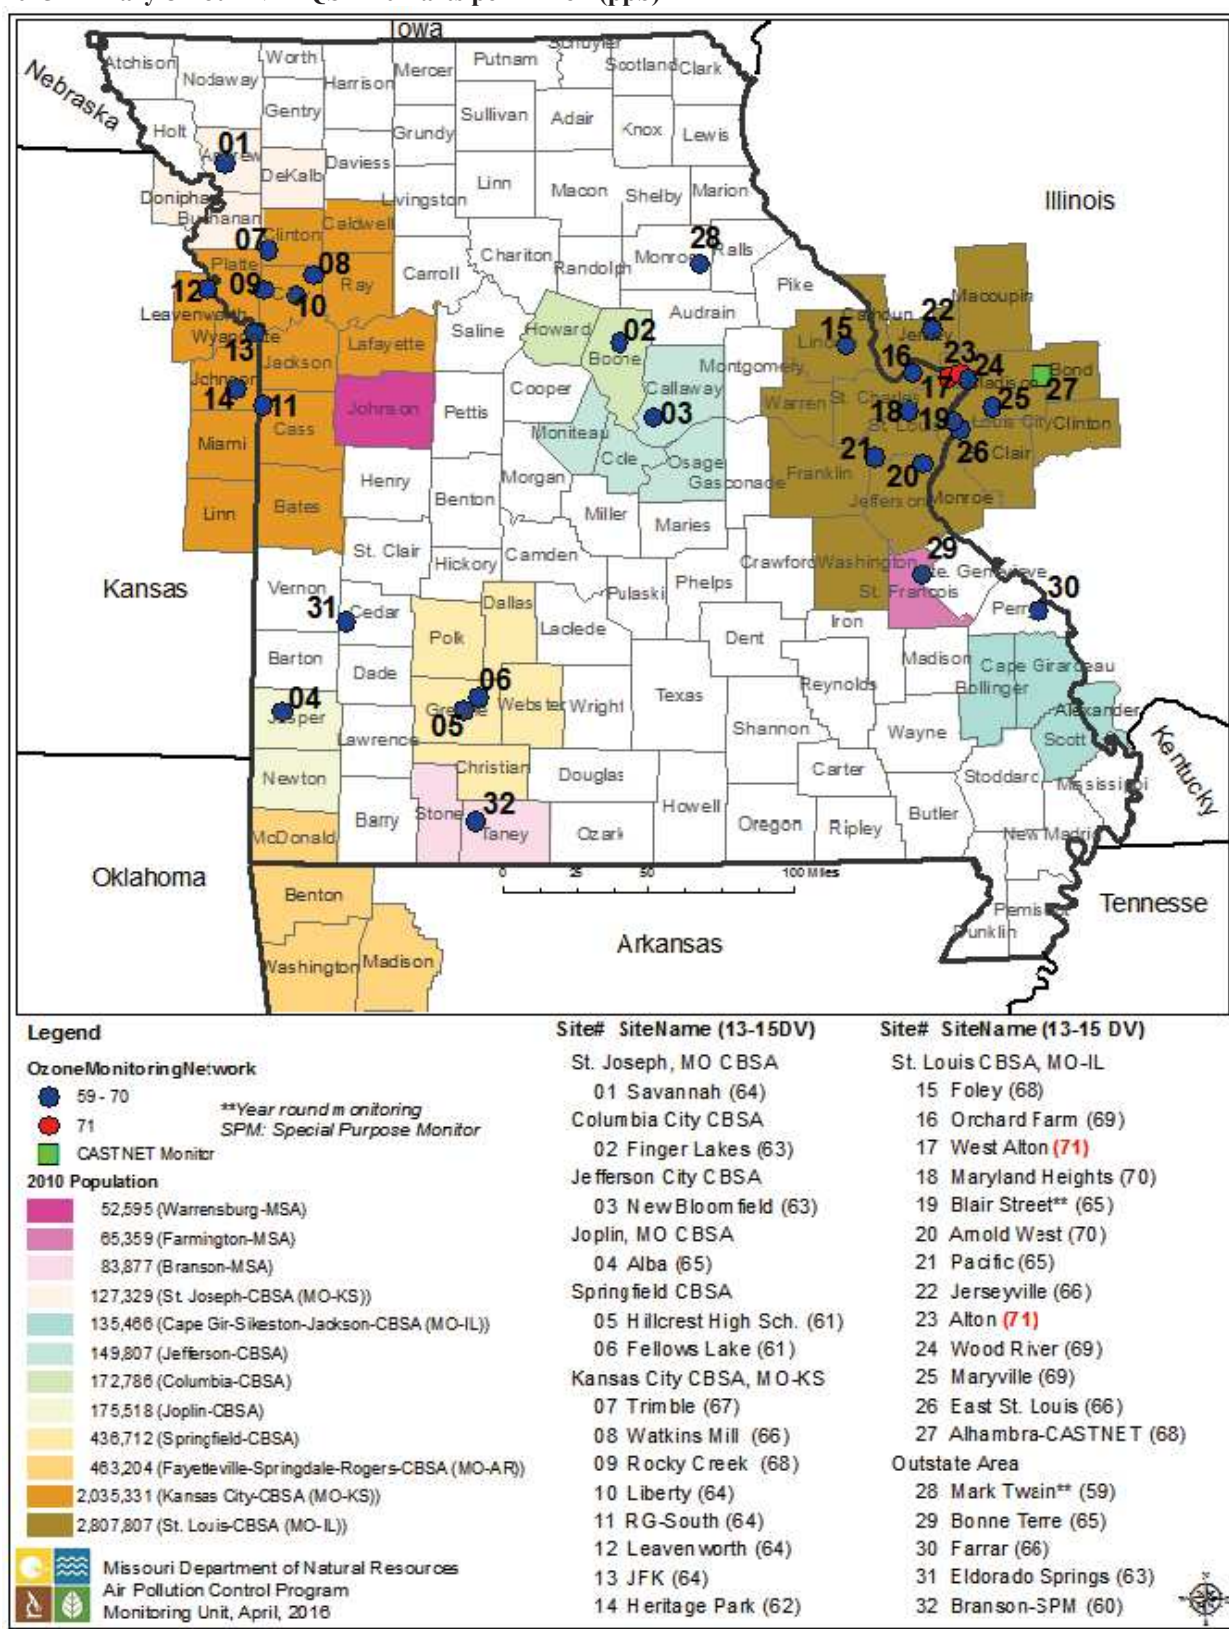 Iowa
Nebraska
Atchison
Nodaway
Worth
Harrison
Mercer
Putnam
Schuyler
Scotland
Clark
Holt
Gentry
Grundy
Sullivan
Adair
Knox
Lewis
01
Andrew
DeKalb
Daviess
Livingston
Linn
Macon
Shelby
Marion
Doniphan
Buchanan
Illinois
07
Clinton
Caldwell
08
Platte
09
10
Ray
Carroll
Chariton
Randolph
28
Monroe
Ralls
Pike
12
Leavenworth
Wyandotte
13
Saline
Howard
02
Boone
Audrain
15
Lincoln
Calhoun
22
Jersey
Macoupin
Jackson
Lafayette
Johnson
14
11
Cass
Johnson
Pettis
Cooper
Callaway
03
Montgomery
Warren
16
St. Charles
17
23
24
Madison
Bond
27
18
St. Louis
19
25
Louis City
Clinton
Miami
Moniteau
Cole
Osage
Gasconade
21
Franklin
20
26
Clair
Linn
Bates
Henry
Benton
Morgan
Miller
Maries
Jefferson
Monroe
St. Clair
Hickory
Camden
Crawford
Washington
29
Ste. Genevieve
St. Francois
Kansas
Vernon
31
Cedar
Dallas
Pulaski
Phelps
30
Perry
Iron
Polk
Laclede
Dent
Barton
Dade
Madison
Cape Girardeau
Bollinger
04
Jasper
06
Greene
05
Webster
Wright
Texas
Reynolds
Alexander
Lawrence
Shannon
Wayne
Scott
Kentucky
Newton
Christian
Douglas
Carter
Stoddard
Mississippi
McDonald
Barry
Stone
32
Taney
Ozark
Howell
Oregon
Ripley
Butler
New Madrid
Oklahoma
0 25 50 100 Miles
Benton
Pemiscot
Dunklin
Tennesse
Arkansas
Washington
Madison
Legend
OzoneMonitoringNetwork
59 - 70
71
CASTNET Monitor
**Year round monitoring
SPM: Special Purpose Monitor
2010 Population
52,595 (Warrensburg-MSA)
65,359 (Farmington-MSA)
83,877 (Branson-MSA)
127,329 (St. Joseph-CBSA (MO-KS))
135,466 (Cape Gir-Sikeston-Jackson-CBSA (MO-IL))
149,807 (Jefferson-CBSA)
172,786 (Columbia-CBSA)
175,518 (Joplin-CBSA)
436,712 (Springfield-CBSA)
463,204 (Fayetteville-Springdale-Rogers-CBSA (MO-AR))
2,035,331 (Kansas City-CBSA (MO-KS))
2,807,807 (St. Louis-CBSA (MO-IL))
Missouri Department of Natural Resources
Air Pollution Control Program
Monitoring Unit, April, 2016
Site# SiteName (13-15DV)
St. Joseph, MO CBSA
01 Savannah (64)
Columbia City CBSA
02 Finger Lakes (63)
Jefferson City CBSA
03 New Bloomfield (63)
Joplin, MO CBSA
04 Alba (65)
Springfield CBSA
05 Hillcrest High Sch. (61)
06 Fellows Lake (61)
Kansas City CBSA, MO-KS
07 Trimble (67)
08 Watkins Mill (66)
09 Rocky Creek (68)
10 Liberty (64)
11 RG-South (64)
12 Leavenworth (64)
13 JFK (64)
14 Heritage Park (62)
Site# SiteName (13-15 DV)
St. Louis CBSA, MO-IL
15 Foley (68)
16 Orchard Farm (69)
17 West Alton (71)
18 Maryland Heights (70)
19 Blair Street** (65)
20 Arnold West (70)
21 Pacific (65)
22 Jerseyville (66)
23 Alton (71)
24 Wood River (69)
25 Maryville (69)
26 East St. Louis (66)
27 Alhambra-CASTNET (68)
Outstate Area
28 Mark Twain** (59)
29 Bonne Terre (65)
30 Farrar (66)
31 Eldorado Springs (63)
32 Branson-SPM (60)